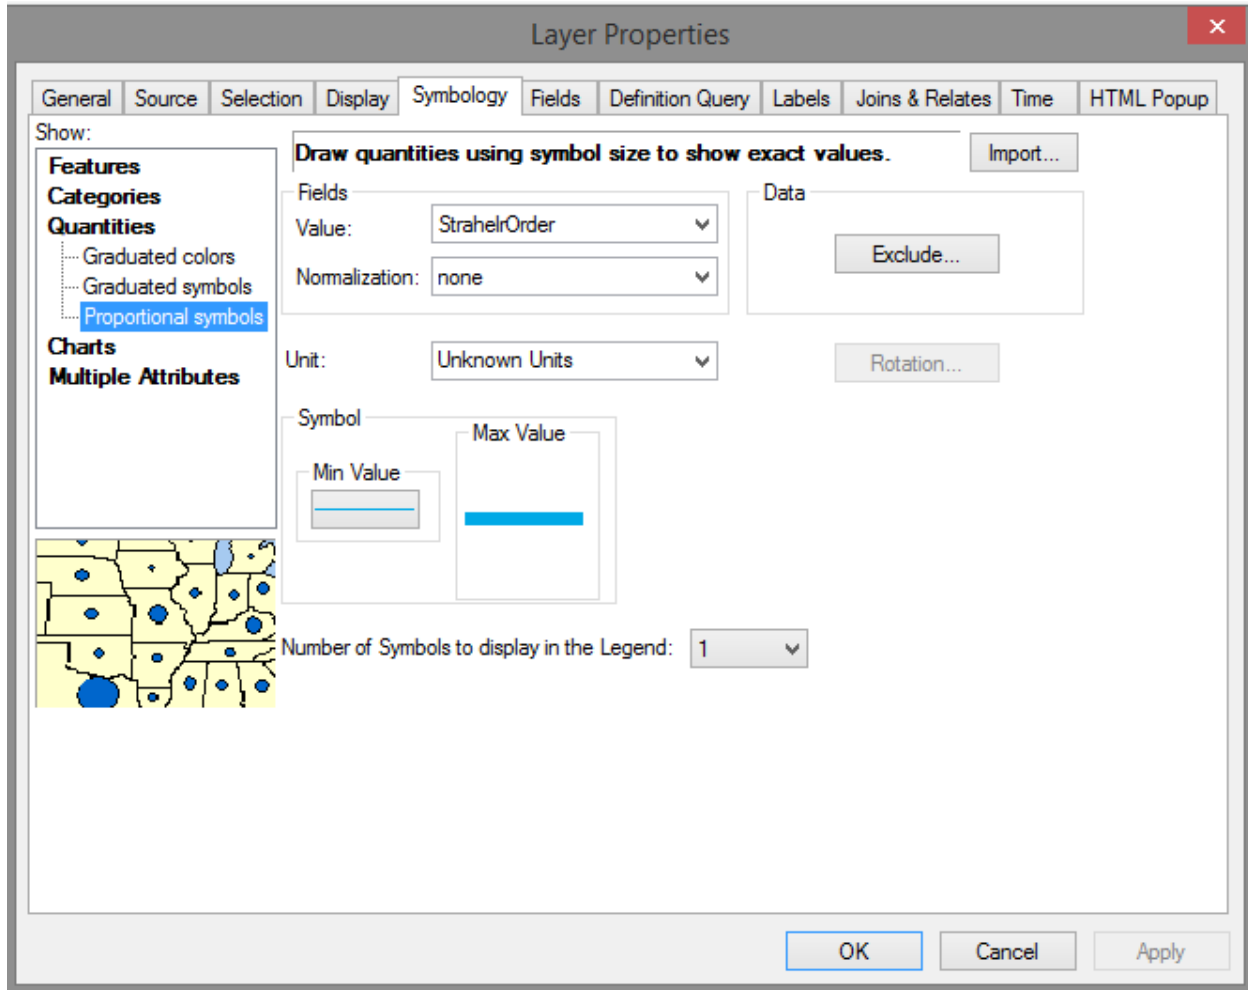 Layer Properties
General Source Selection Display Symbology Fields Definition Query Labels Joins & Relates Time HTML Popup
Show:
Features
Categories
Quantities
Graduated colors
Graduated symbols
Proportional symbols
Charts
Multiple Attributes
Draw quantities using symbol size to show exact values.
Import...
Fields
Value: StrahelrOrder
Normalization: none
Data
Exclude...
Unit: Unknown Units
Rotation...
Symbol
Min Value
Max Value
Number of Symbols to display in the Legend: 1
OK Cancel Apply